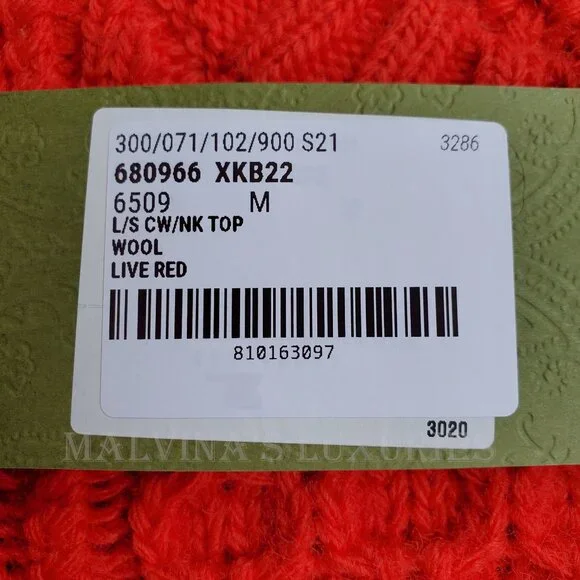 300/071/102/900 S21 3286
680966 XKB22
6509 M
L/S CW/NK TOP
WOOL
LIVE RED
810163097
3020
MALVINA'S LUXURIES